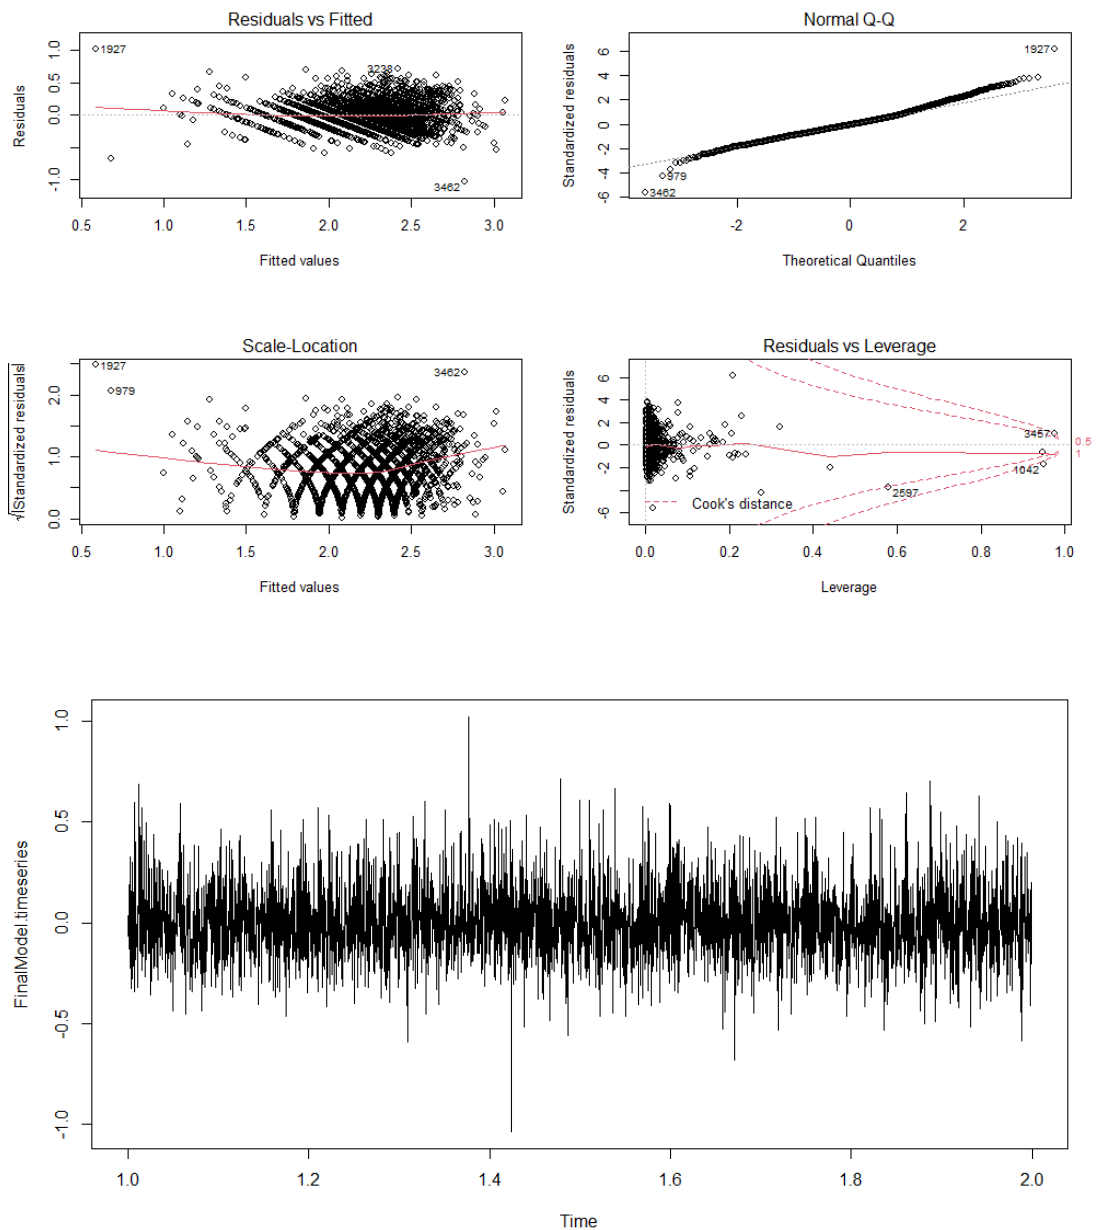 Residuals vs Fitted
Residuals
1.0
0.5
0.0
-1.0
1927
3238
3462
0.5 1.0 1.5 2.0 2.5 3.0
Fitted values
Normal Q-Q
Standardized residuals
6
4
2
0
-2
-4
-6
1927
979
3462
-2 0 2
Theoretical Quantiles
Scale-Location
√|Standardized residuals|
2.0
1.0
0.0
1927
979
3462
0.5 1.0 1.5 2.0 2.5 3.0
Fitted values
Residuals vs Leverage
Standardized residuals
6
4
2
0
-2
-6
3457
0.5
1
1042
2597
Cook's distance
0.0 0.2 0.4 0.6 0.8 1.0
Leverage
FinalModel.timeseries
1.0
0.5
0.0
-0.5
-1.0
1.0 1.2 1.4 1.6 1.8 2.0
Time